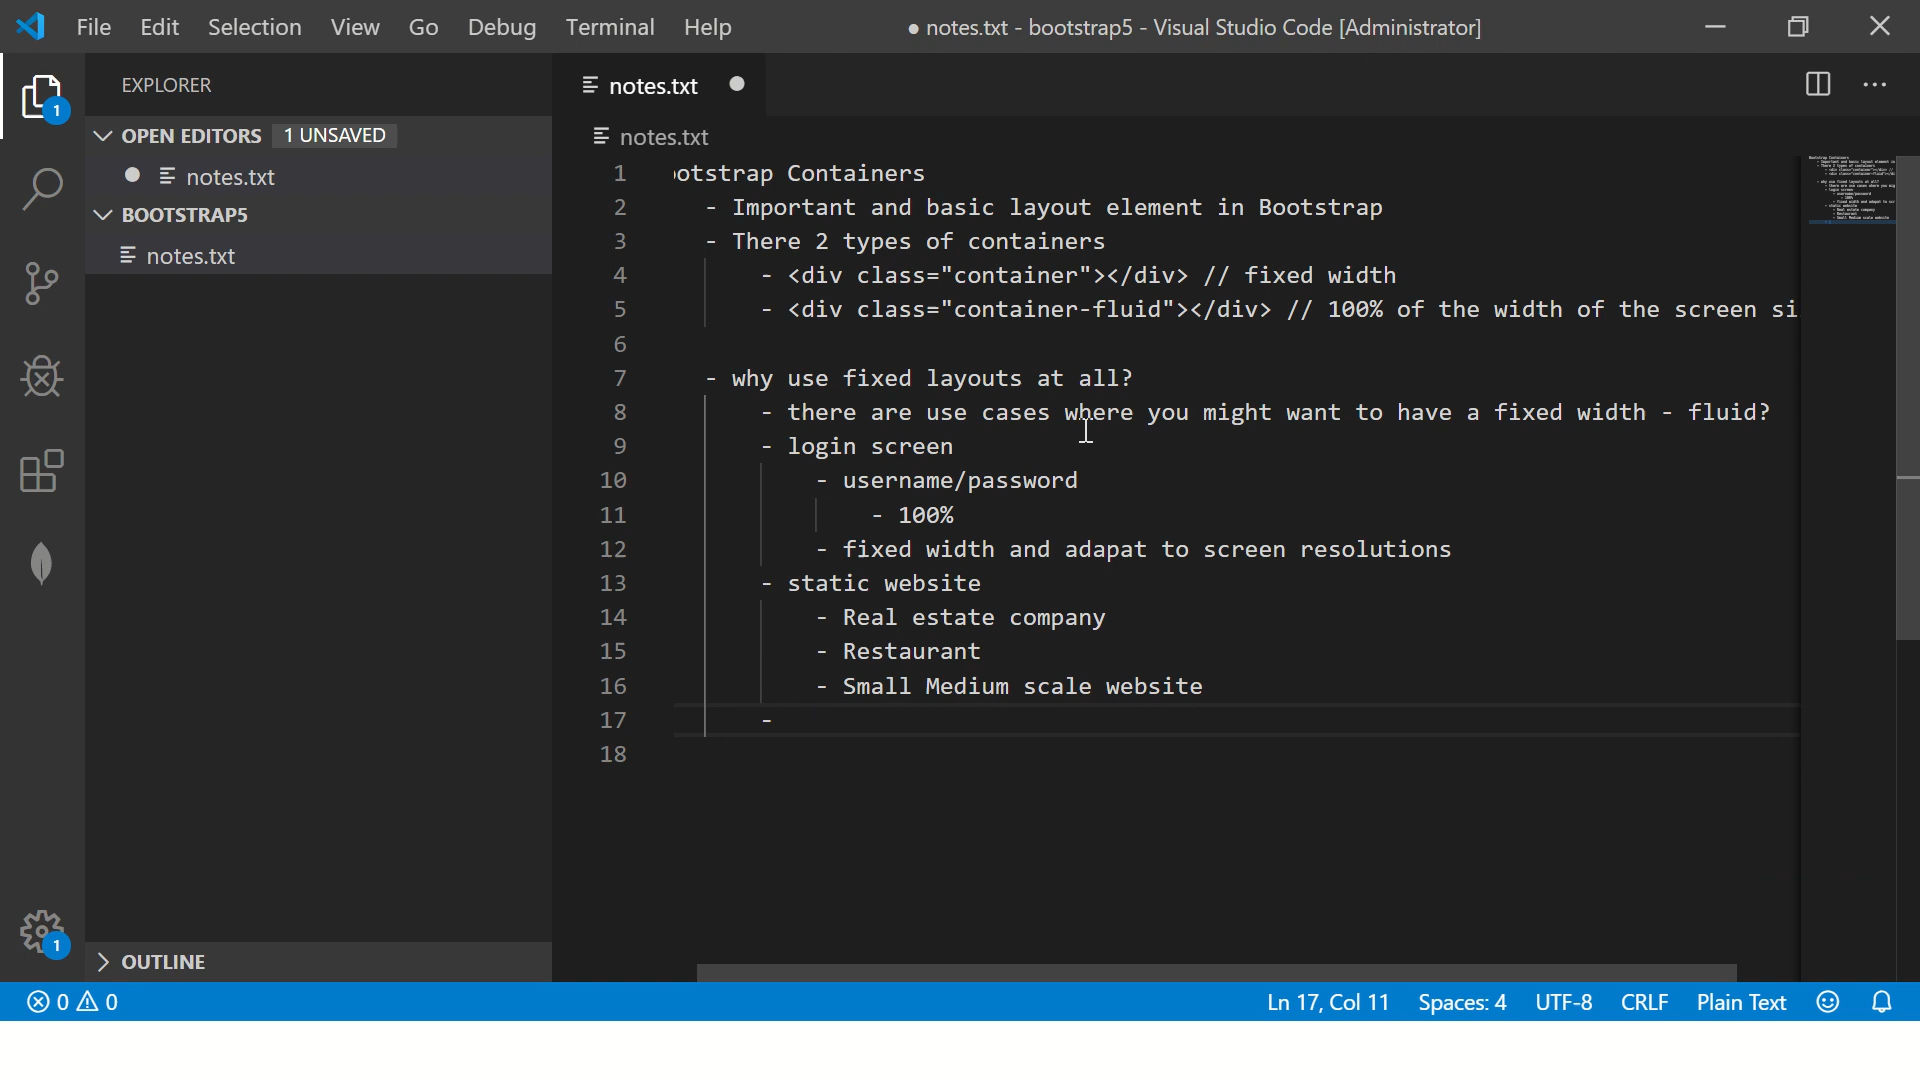 File Edit Selection View Go Debug Terminal Help
● notes.txt - bootstrap5 - Visual Studio Code [Administrator]
EXPLORER
OPEN EDITORS 1 UNSAVED
notes.txt
BOOTSTRAP5
notes.txt
OUTLINE
1
1
notes.txt
notes.txt
1 otstrap Containers
2 - Important and basic layout element in Bootstrap
3 - There 2 types of containers
4 - <div class="container"></div> // fixed width
5 - <div class="container-fluid"></div> // 100% of the width of the screen si
6
7 - why use fixed layouts at all?
8 - there are use cases where you might want to have a fixed width - fluid?
9 - login screen
10 - username/password
11 - 100%
12 - fixed width and adapat to screen resolutions
13 - static website
14 - Real estate company
15 - Restaurant
16 - Small Medium scale website
17 -
18
0 0
Ln 17, Col 11 Spaces: 4 UTF-8 CRLF Plain Text